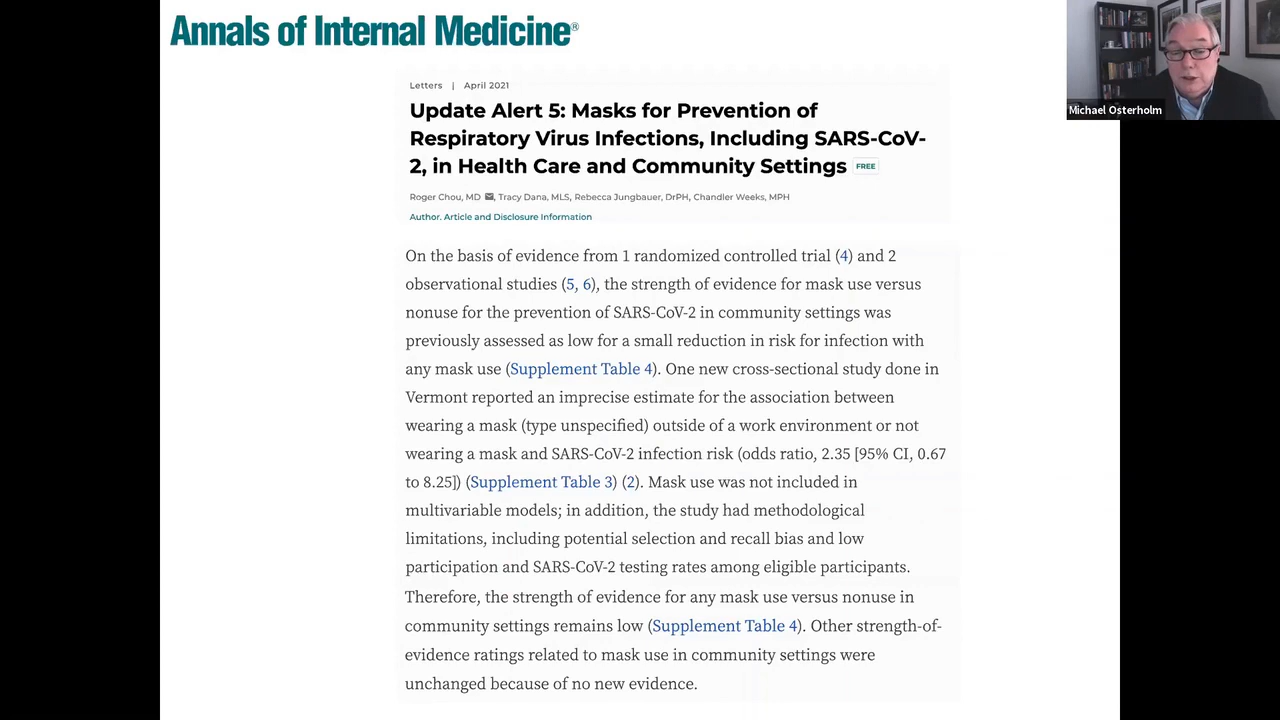 Annals of Internal Medicine®
Michael Osterholm
Letters | April 2021
Update Alert 5: Masks for Prevention of
Respiratory Virus Infections, Including SARS-CoV-
2, in Health Care and Community Settings FREE
Roger Chou, MD, Tracy Dana, MLS, Rebecca Jungbauer, DrPH, Chandler Weeks, MPH
Author, Article and Disclosure Information
On the basis of evidence from 1 randomized controlled trial (4) and 2
observational studies (5, 6), the strength of evidence for mask use versus
nonuse for the prevention of SARS-CoV-2 in community settings was
previously assessed as low for a small reduction in risk for infection with
any mask use (Supplement Table 4). One new cross-sectional study done in
Vermont reported an imprecise estimate for the association between
wearing a mask (type unspecified) outside of a work environment or not
wearing a mask and SARS-CoV-2 infection risk (odds ratio, 2.35 [95% CI, 0.67
to 8.25]) (Supplement Table 3) (2). Mask use was not included in
multivariable models; in addition, the study had methodological
limitations, including potential selection and recall bias and low
participation and SARS-CoV-2 testing rates among eligible participants.
Therefore, the strength of evidence for any mask use versus nonuse in
community settings remains low (Supplement Table 4). Other strength-of-
evidence ratings related to mask use in community settings were
unchanged because of no new evidence.